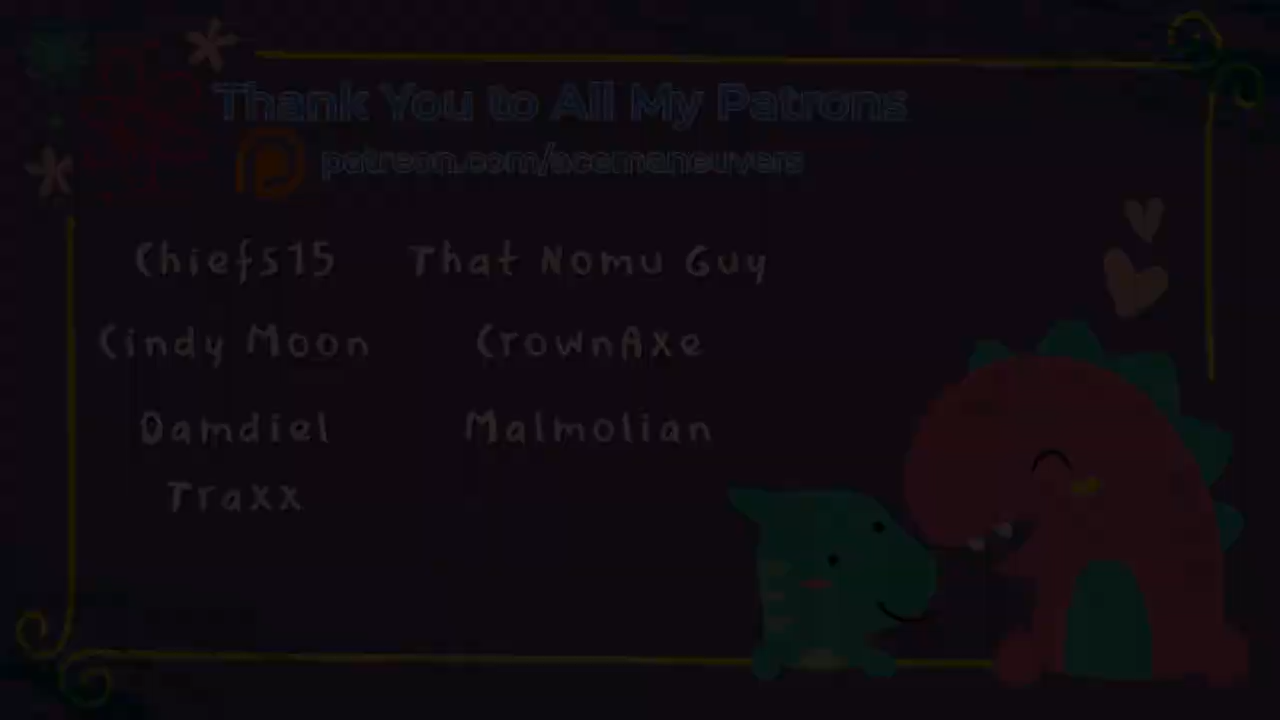 Thank You to All My Patrons
patreon.com/acemaneuvers
Chiefs15 That Nomu Guy
Cindy Moon CrownAxe
Damdiel Malmolian
Traxx